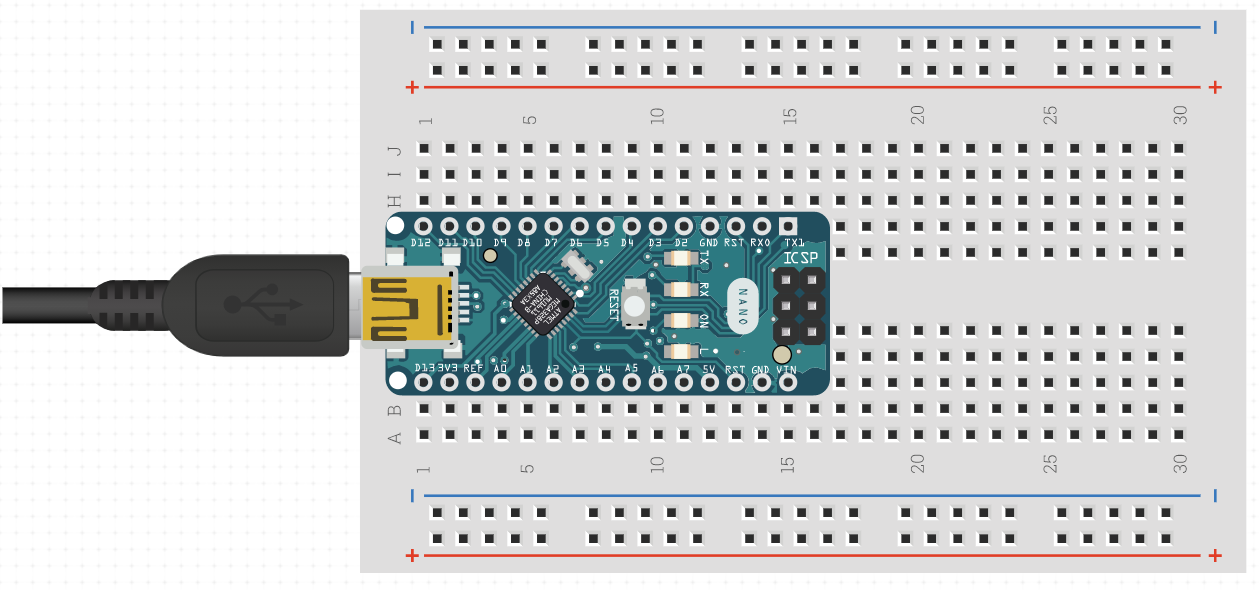 1 5 10 15 20 25 30
J
I
H
D12 D11 D10 D9 D8 D7 D6 D5 D4 D3 D2 GND RST RX0 TX1
ICSP
TX
RX
ON
L
RESET
NANO
D13 3V3 REF A0 A1 A2 A3 A4 A5 A6 A7 5V RST GND VIN
B
A
1 5 10 15 20 25 30